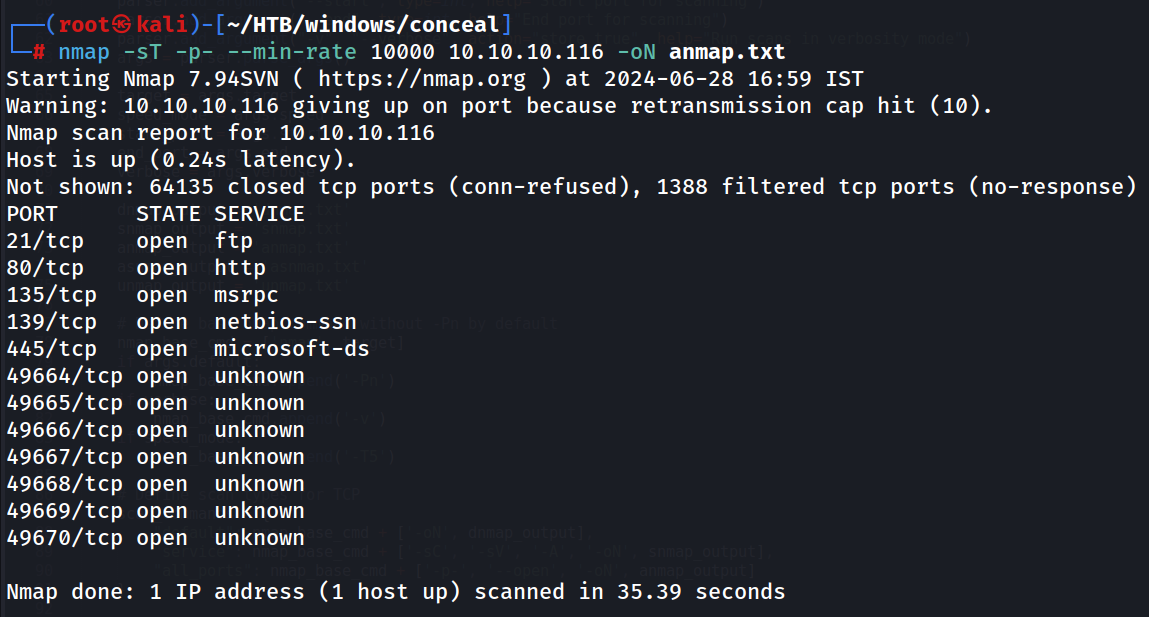 ┌──(root㉿kali)-[~/HTB/windows/conceal]
└─# nmap -sT -p- --min-rate 10000 10.10.10.116 -oN anmap.txt
Starting Nmap 7.94SVN ( https://nmap.org ) at 2024-06-28 16:59 IST
Warning: 10.10.10.116 giving up on port because retransmission cap hit (10).
Nmap scan report for 10.10.10.116
Host is up (0.24s latency).
Not shown: 64135 closed tcp ports (conn-refused), 1388 filtered tcp ports (no-response)
PORT      STATE SERVICE
21/tcp    open  ftp
80/tcp    open  http
135/tcp   open  msrpc
139/tcp   open  netbios-ssn
445/tcp   open  microsoft-ds
49664/tcp open  unknown
49665/tcp open  unknown
49666/tcp open  unknown
49667/tcp open  unknown
49668/tcp open  unknown
49669/tcp open  unknown
49670/tcp open  unknown
Nmap done: 1 IP address (1 host up) scanned in 35.39 seconds